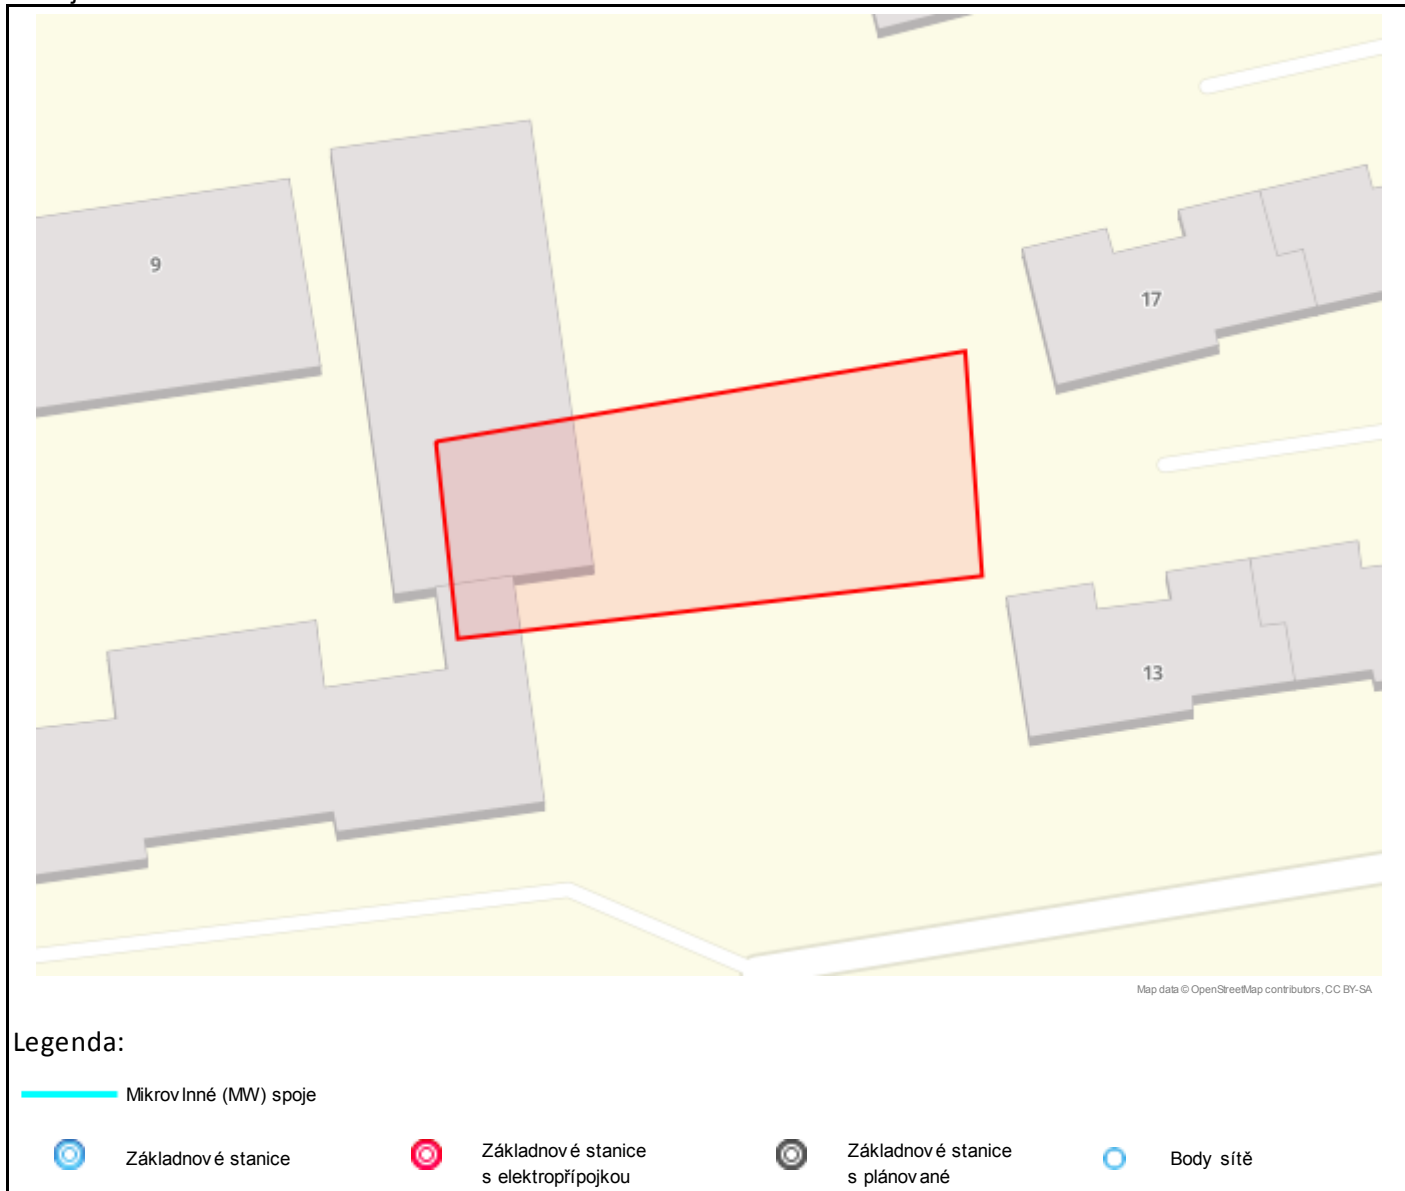 9
17
13
Map data © OpenStreetMap contributors, CC BY-SA
Legenda:
Mikrovlnné (MW) spoje
Základnové stanice
Základnové stanice
s elektropřípojkou
Základnové stanice
s plánované
Body sítě